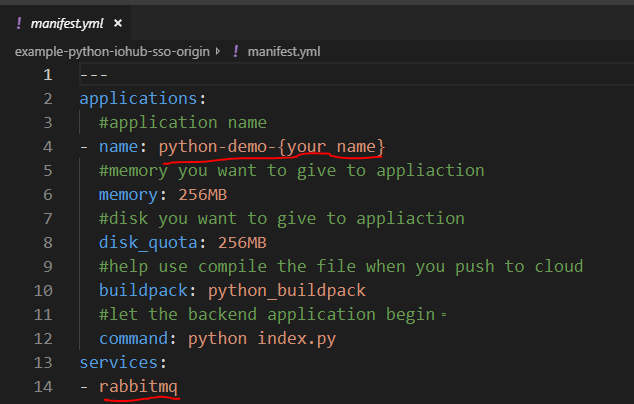 ! manifest.yml ×
example-python-iohub-sso-origin ▷ ! manifest.yml
1 ---
2 applications:
3 #application name
4 - name: python-demo-{your name}
5 #memory you want to give to appliaction
6 memory: 256MB
7 #disk you want to give to appliaction
8 disk_quota: 256MB
9 #help use compile the file when you push to cloud
10 buildpack: python_buildpack
11 #let the backend application begin。
12 command: python index.py
13 services:
14 - rabbitmq